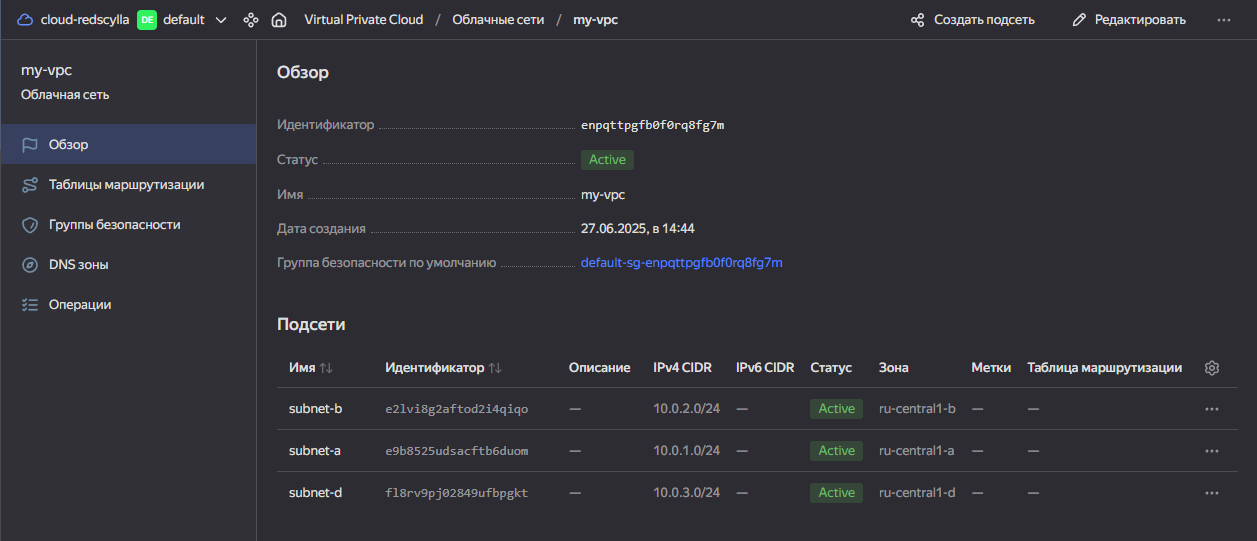 cloud-redscylla DE default Virtual Private Cloud / Облачные сети / my-vpc Создать подсеть Редактировать
my-vpc
Облачная сеть
Обзор
Таблицы маршрутизации
Группы безопасности
DNS зоны
Операции
Обзор
Идентификатор enpqttpgfb0f0rq8fg7m
Статус Active
Имя my-vpc
Дата создания 27.06.2025, в 14:44
Группа безопасности по умолчанию default-sg-enpqttpgfb0f0rq8fg7m
Подсети
Имя Идентификатор Описание IPv4 CIDR IPv6 CIDR Статус Зона Метки Таблица маршрутизации
subnet-b e2lvi8g2aftod2i4qiqo — 10.0.2.0/24 — Active ru-central1-b — —
subnet-a e9b8525udsacftb6duom — 10.0.1.0/24 — Active ru-central1-a — —
subnet-d fl8rv9pj02849ufbpgkt — 10.0.3.0/24 — Active ru-central1-d — —